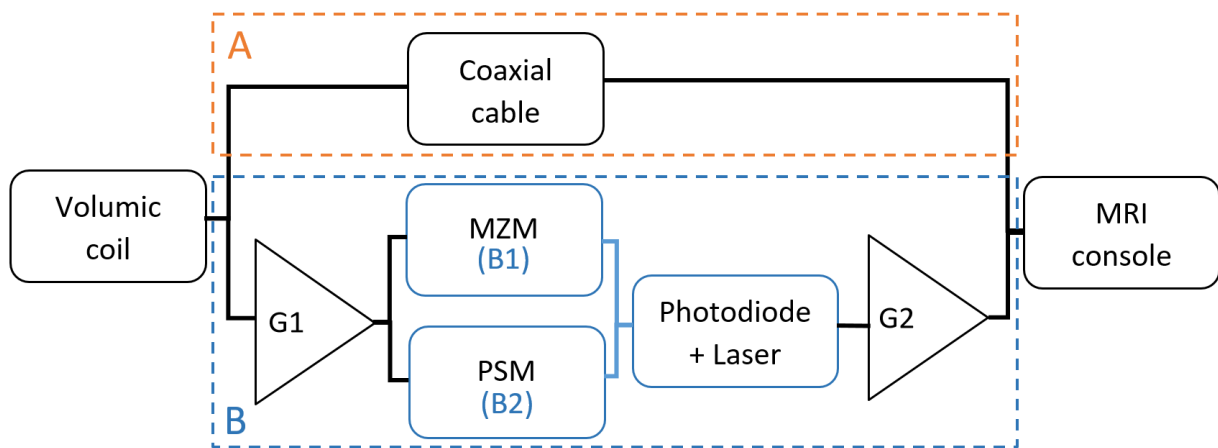 A
Coaxial
cable
Volumic
coil
MRI
console
MZM
(B1)
G1
Photodiode
+ Laser
G2
PSM
(B2)
B